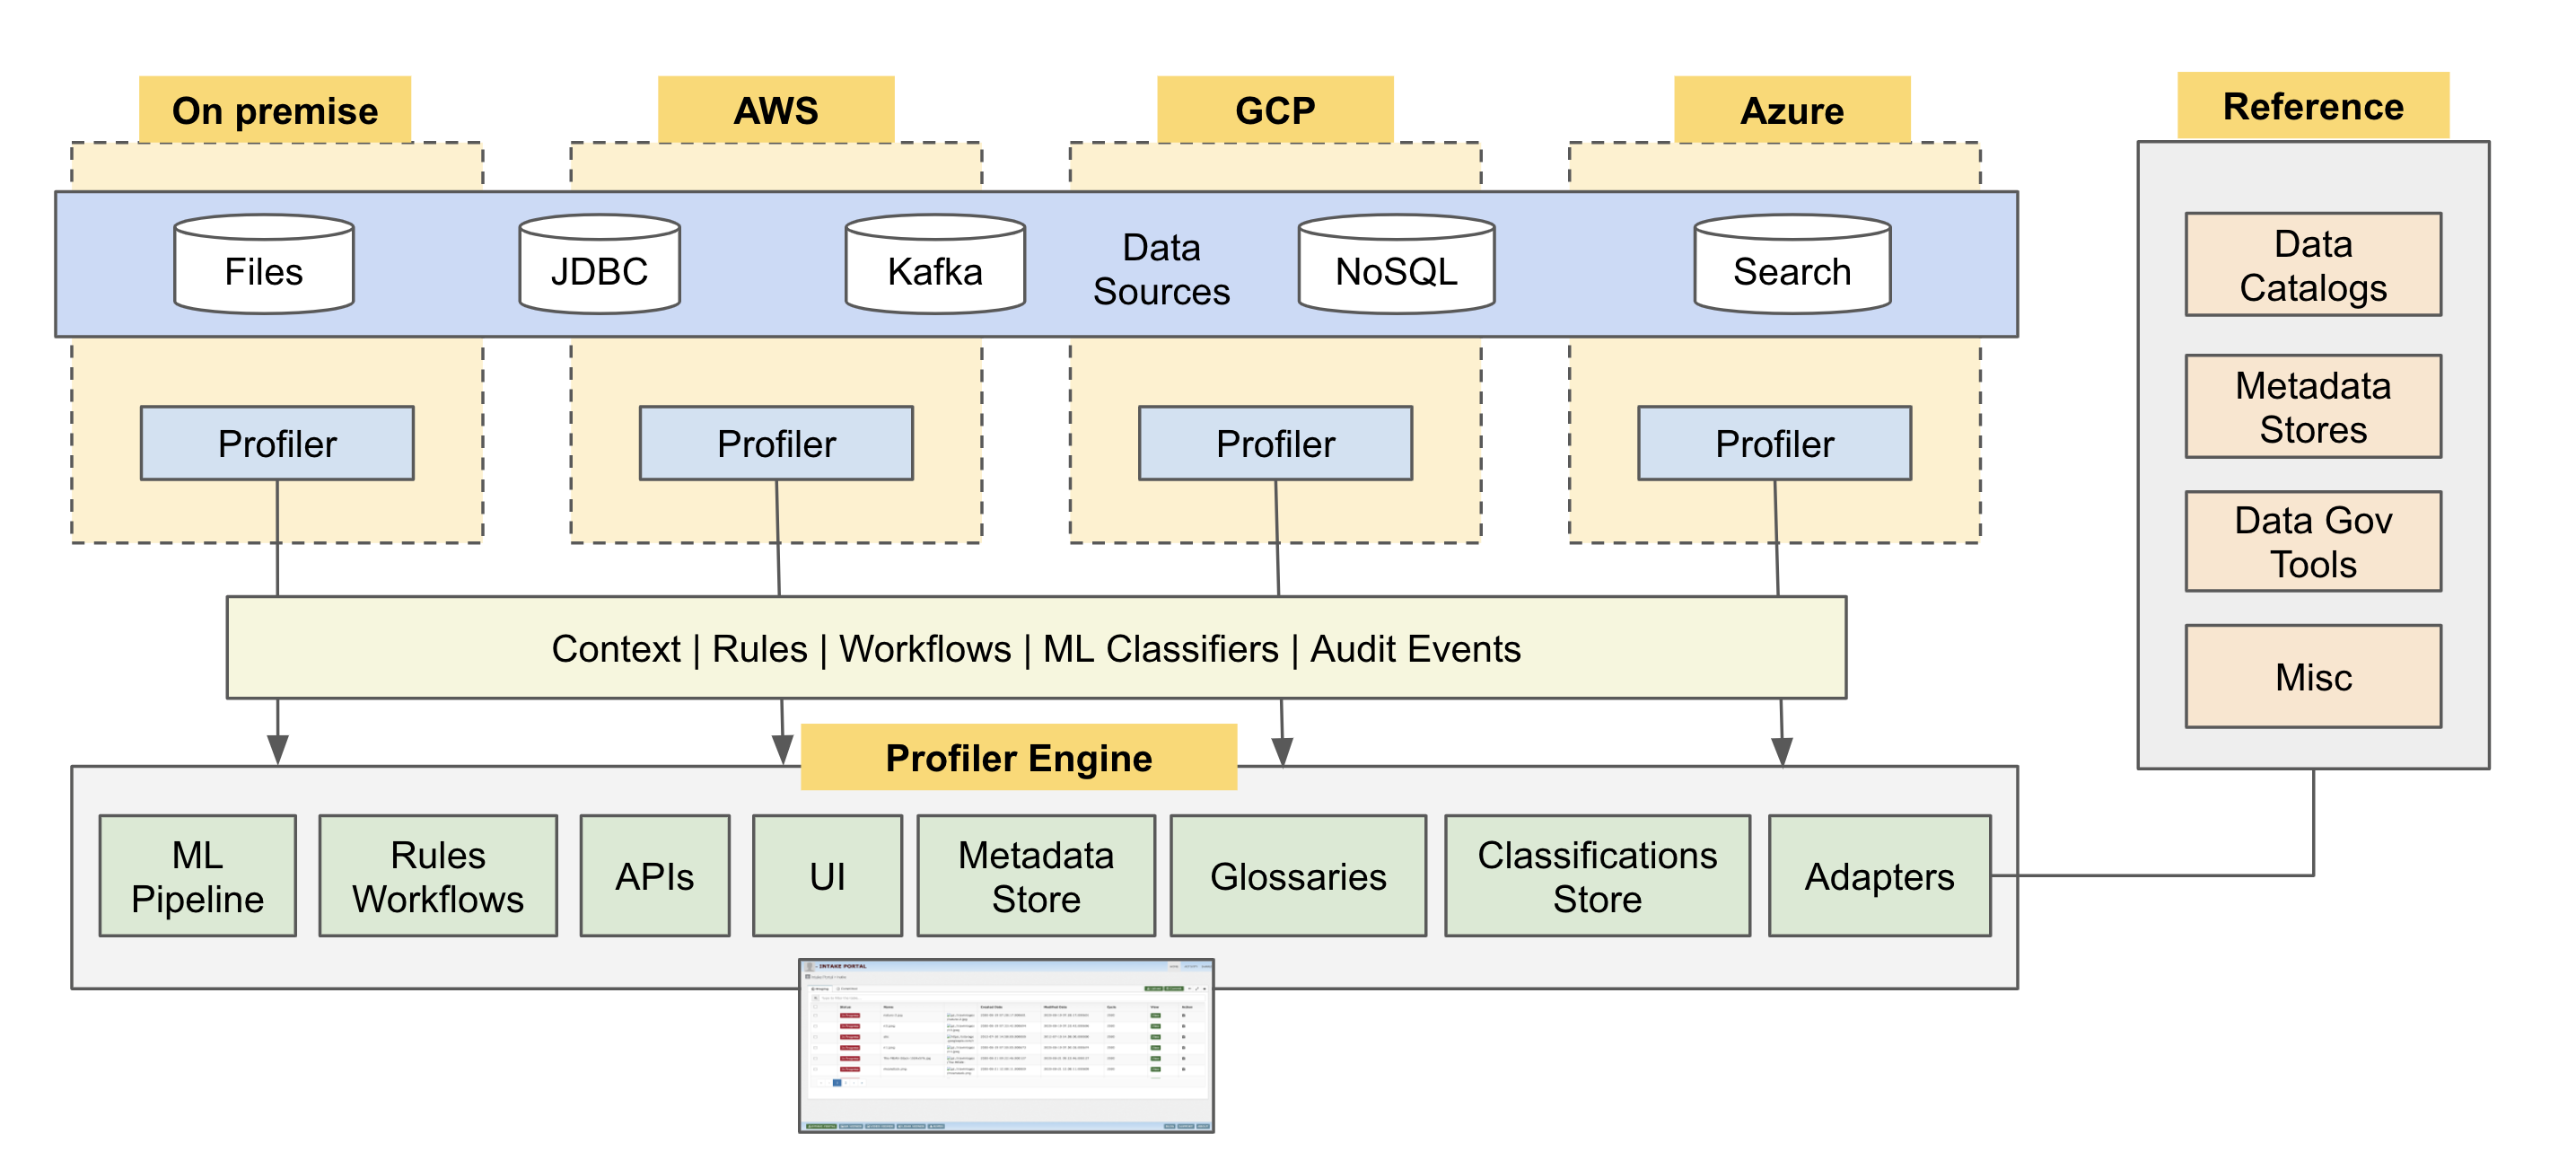 On premise
AWS
GCP
Azure
Reference
Files
JDBC
Kafka
Data
Sources
NoSQL
Search
Data
Catalogs
Metadata
Stores
Data Gov
Tools
Misc
Profiler
Profiler
Profiler
Profiler
Context | Rules | Workflows | ML Classifiers | Audit Events
Profiler Engine
ML
Pipeline
Rules
Workflows
APIs
UI
Metadata
Store
Glossaries
Classifications
Store
Adapters
INTAKE PORTAL